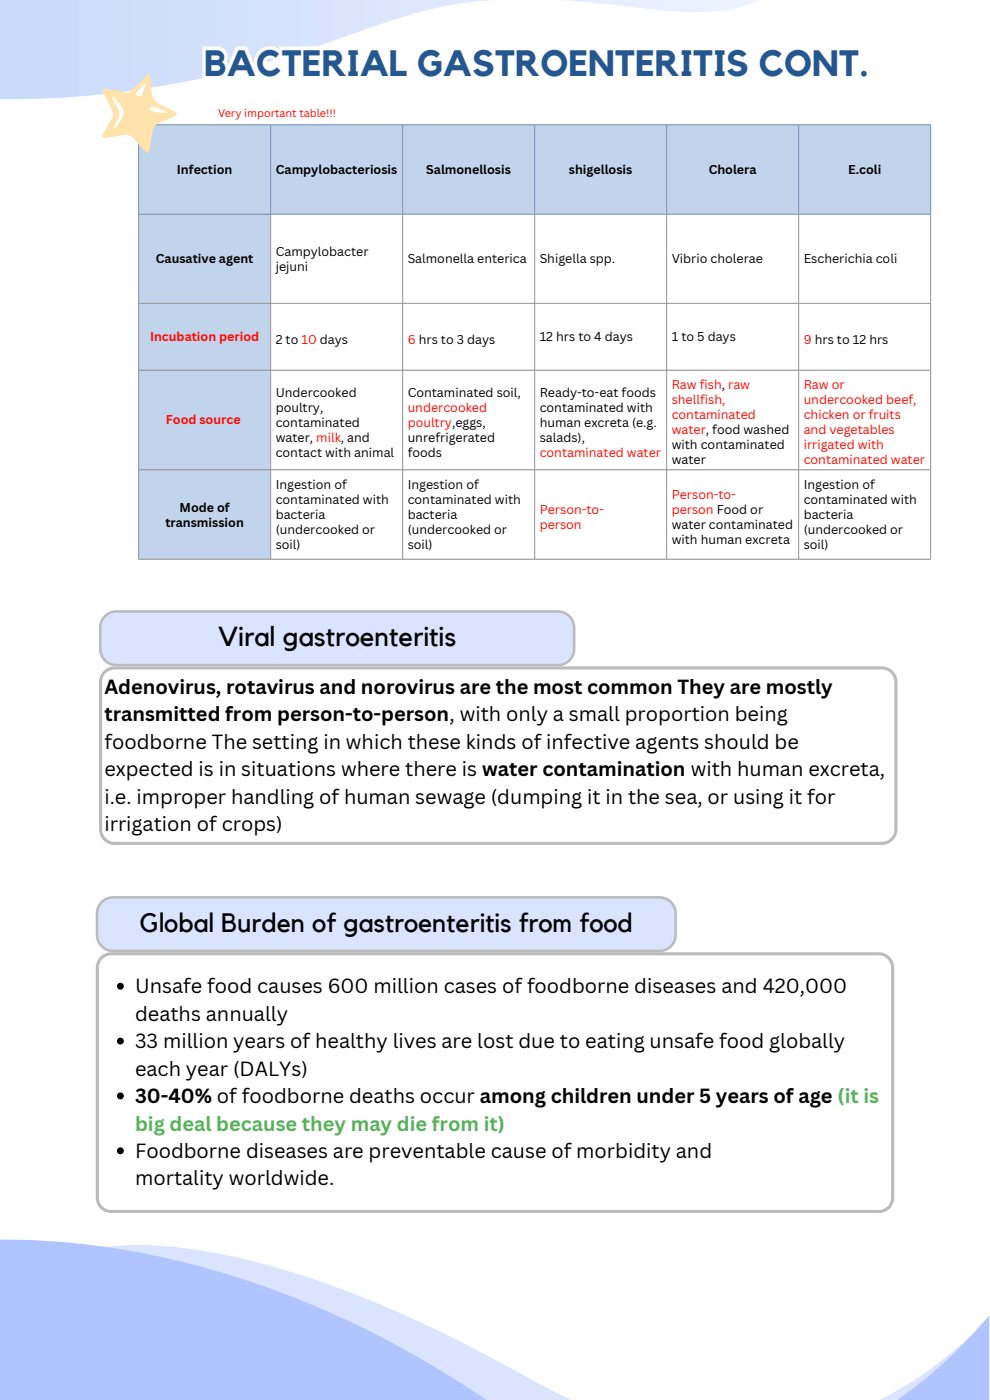 BACTERIAL GASTROENTERITIS CONT.
Very important table!!!
Infection
Campylobacteriosis
Salmonellosis
shigellosis
Cholera
E.coli
Causative agent
Campylobacter
jejuni
Salmonella enterica
Shigella spp.
Vibrio cholerae
Escherichia coli
Incubation period
2 to 10 days
6 hrs to 3 days
12 hrs to 4 days
1 to 5 days
9 hrs to 12 hrs
Food source
Undercooked
poultry,
contaminated
water, milk, and
contact with animal
Contaminated soil,
undercooked
poultry,eggs,
unrefrigerated
foods
Ready-to-eat foods
contaminated with
human excreta (e.g.
salads),
contaminated water
Raw fish, raw
shellfish,
contaminated
water, food washed
with contaminated
water
Raw or
undercooked beef,
chicken or fruits
and vegetables
irrigated with
contaminated water
Mode of
transmission
Ingestion of
contaminated with
bacteria
(undercooked or
soil)
Ingestion of
contaminated with
bacteria
(undercooked or
soil)
Person-to-
person
Person-to-
person Food or
water contaminated
with human excreta
Ingestion of
contaminated with
bacteria
(undercooked or
soil)
Viral gastroenteritis
Adenovirus, rotavirus and norovirus are the most common They are mostly
transmitted from person-to-person, with only a small proportion being
foodborne The setting in which these kinds of infective agents should be
expected is in situations where there is water contamination with human excreta,
i.e. improper handling of human sewage (dumping it in the sea, or using it for
irrigation of crops)
Global Burden of gastroenteritis from food
• Unsafe food causes 600 million cases of foodborne diseases and 420,000
deaths annually
• 33 million years of healthy lives are lost due to eating unsafe food globally
each year (DALYs)
• 30-40% of foodborne deaths occur among children under 5 years of age (it is
big deal because they may die from it)
• Foodborne diseases are preventable cause of morbidity and
mortality worldwide.